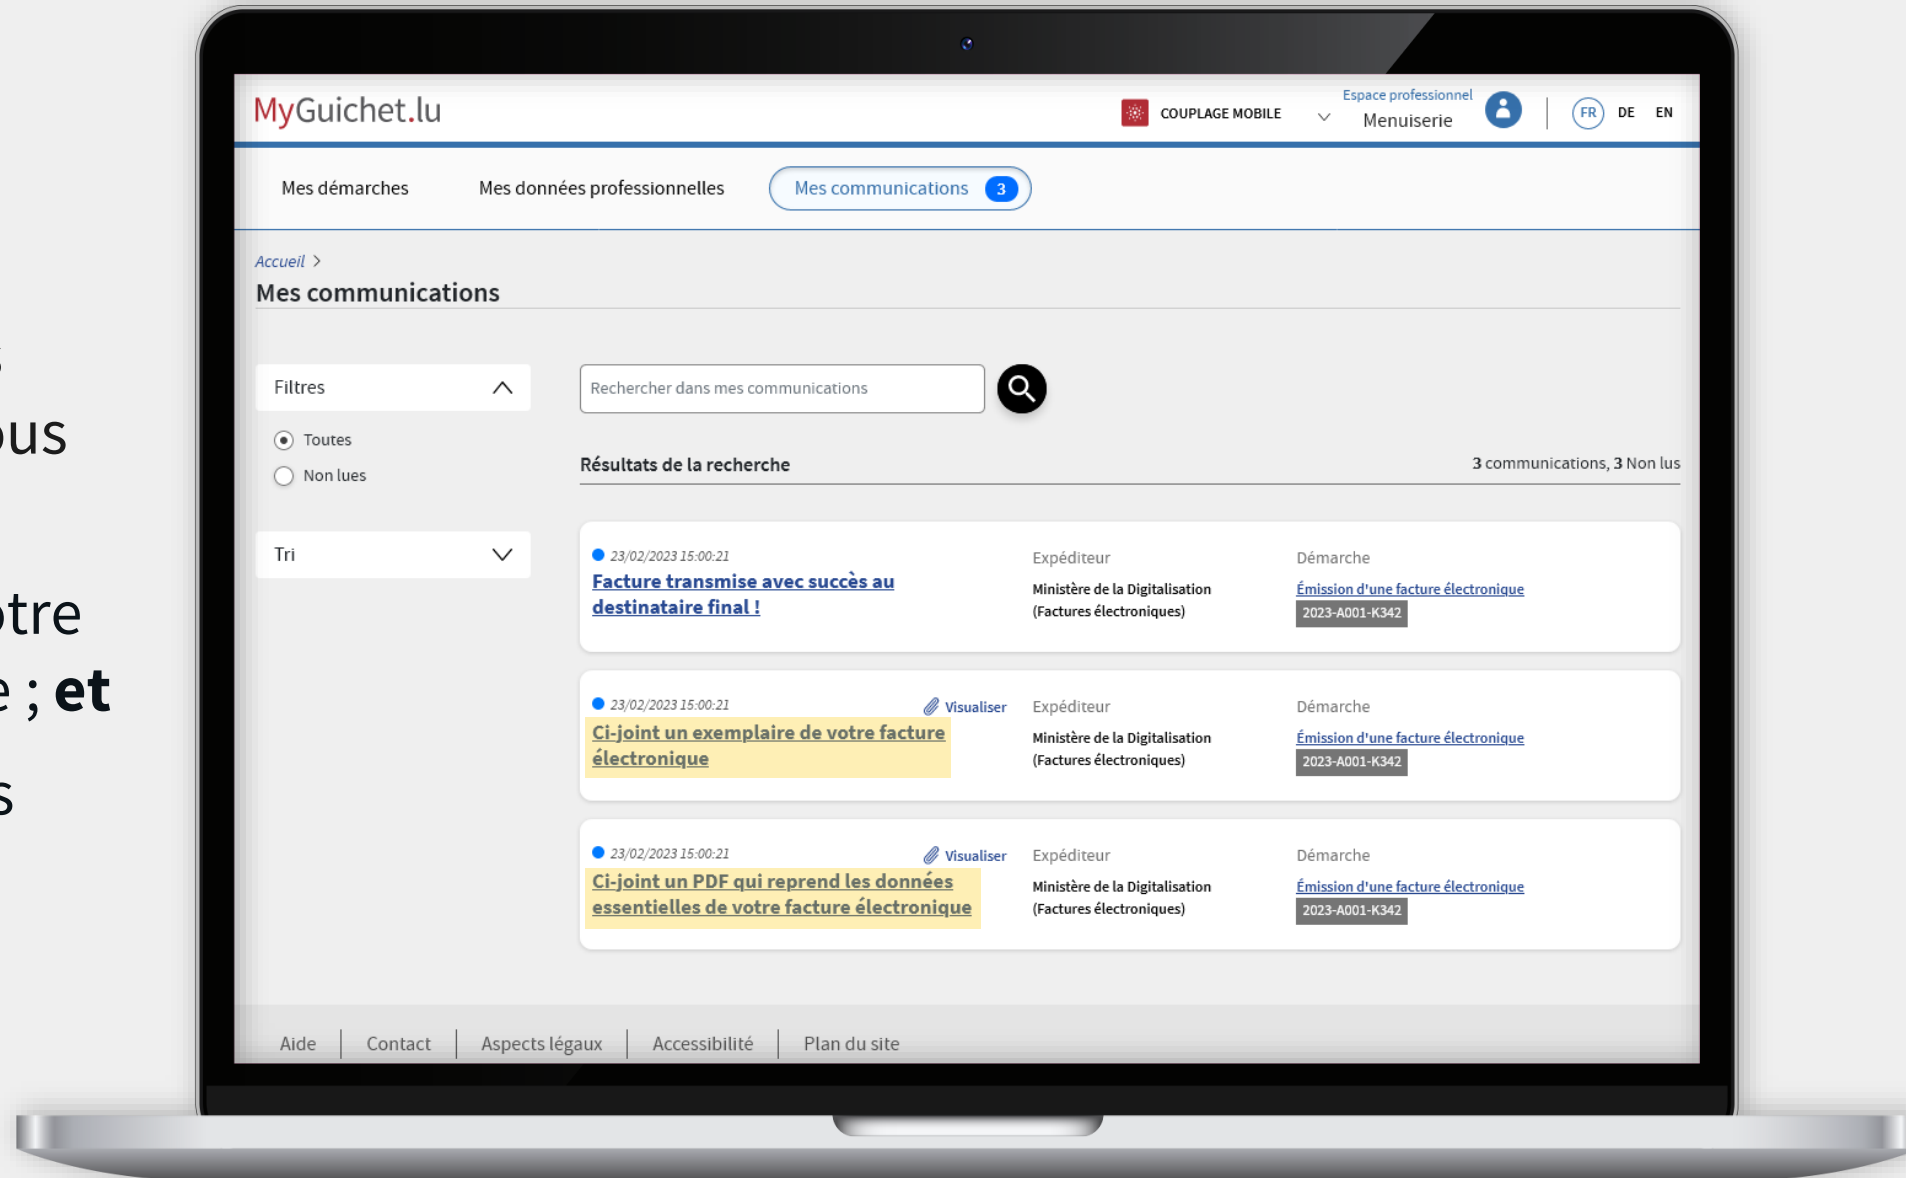 MyGuichet.lu
COUPLAGE MOBILE
Espace professionnel
Menuiserie
FR DE EN
Mes démarches
Mes données professionnelles
Mes communications 3
Accueil >
Mes communications
Filtres
Toutes
Non lues
Tri
Rechercher dans mes communications
Résultats de la recherche
3 communications, 3 Non lus
23/02/2023 15:00:21
Facture transmise avec succès au
destinataire final !
Expéditeur
Ministère de la Digitalisation
(Factures électroniques)
Démarche
Émission d'une facture électronique
2023-A001-K342
23/02/2023 15:00:21
Visualiser
Ci-joint un exemplaire de votre facture
électronique
Expéditeur
Ministère de la Digitalisation
(Factures électroniques)
Démarche
Émission d'une facture électronique
2023-A001-K342
23/02/2023 15:00:21
Visualiser
Ci-joint un PDF qui reprend les données
essentielles de votre facture électronique
Expéditeur
Ministère de la Digitalisation
(Factures électroniques)
Démarche
Émission d'une facture électronique
2023-A001-K342
Aide
Contact
Aspects légaux
Accessibilité
Plan du site
; et